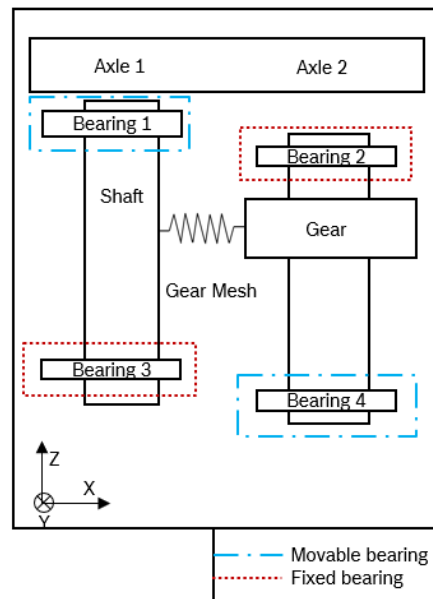 Axle 1 Axle 2
Bearing 1
Bearing 2
Shaft
Gear
Gear Mesh
Bearing 3
Bearing 4
Z
X
Y
Movable bearing
Fixed bearing